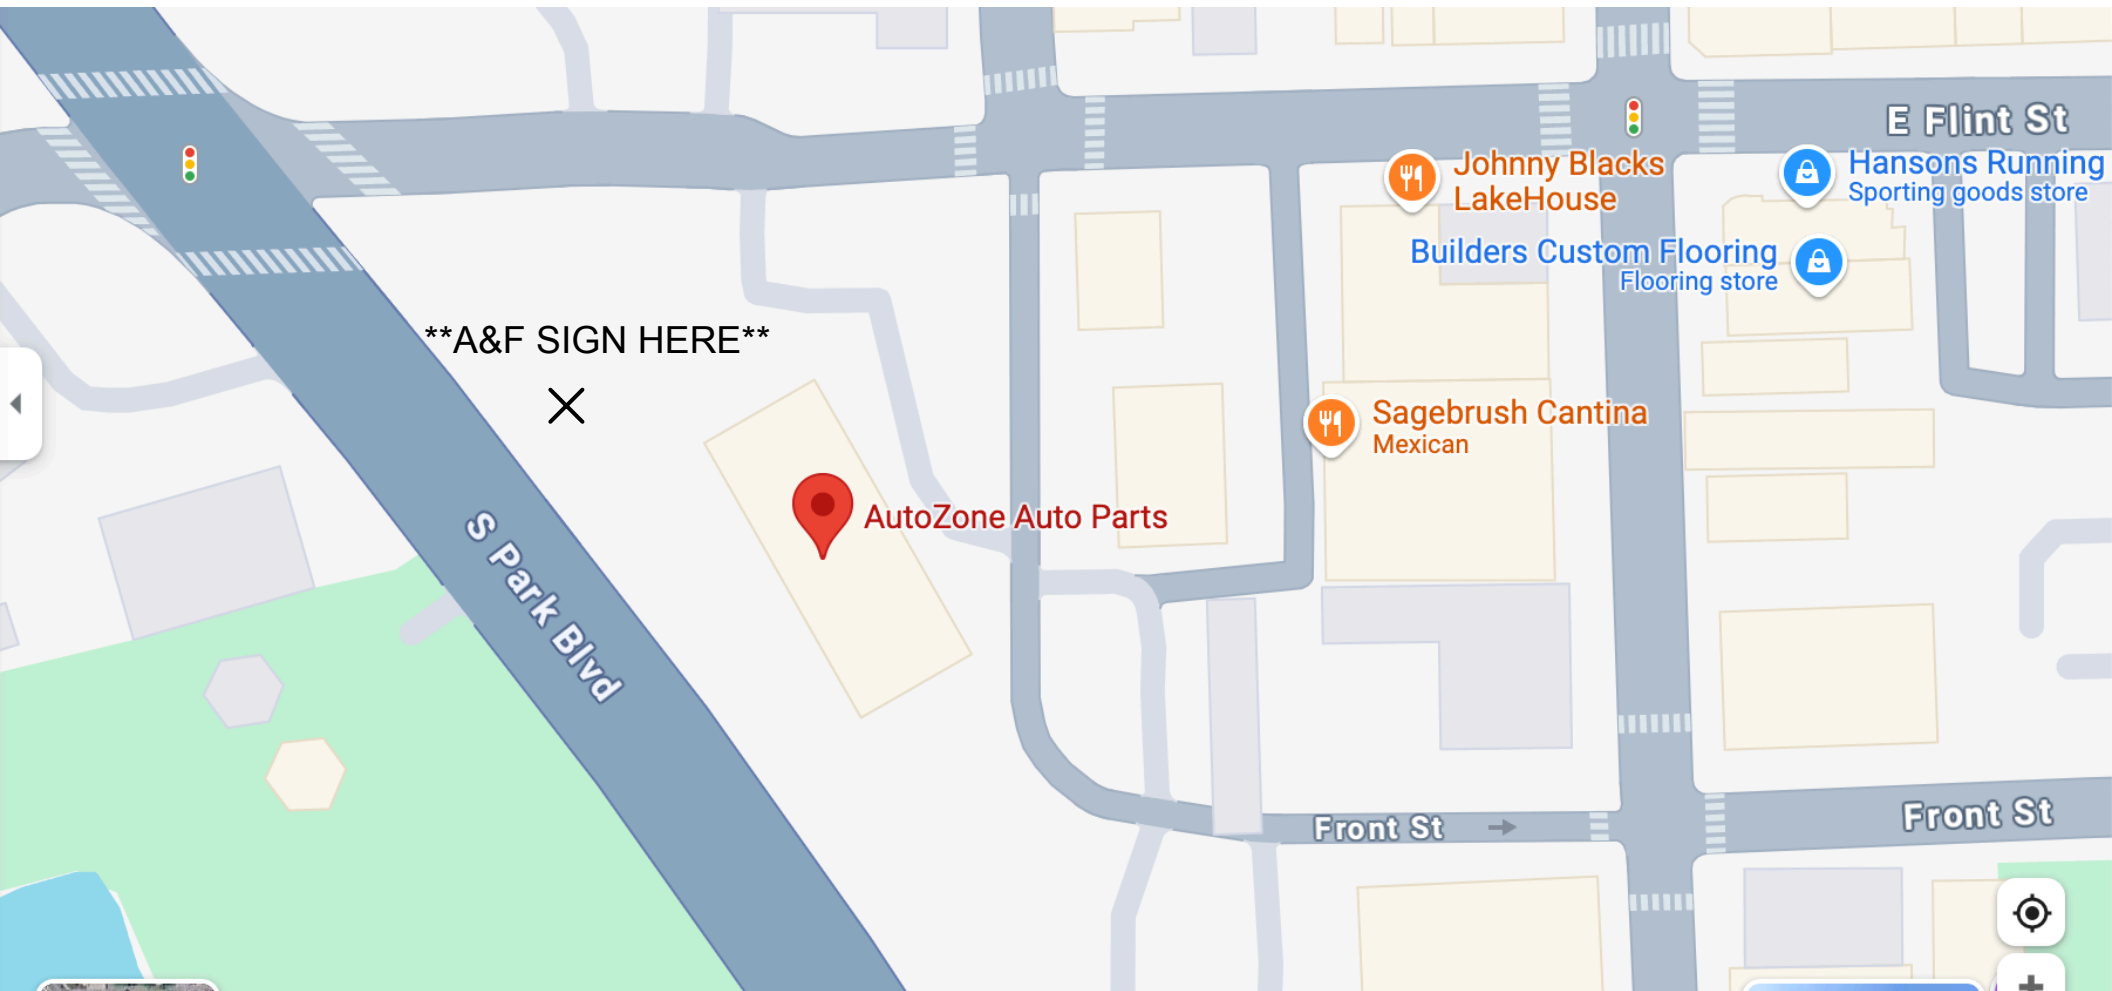 E Flint St
Johnny Blacks
LakeHouse
Hansons Running
Sporting goods store
Builders Custom Flooring
Flooring store
**A&F SIGN HERE**
Sagebrush Cantina
Mexican
AutoZone Auto Parts
S Park Blvd
Front St
Front St